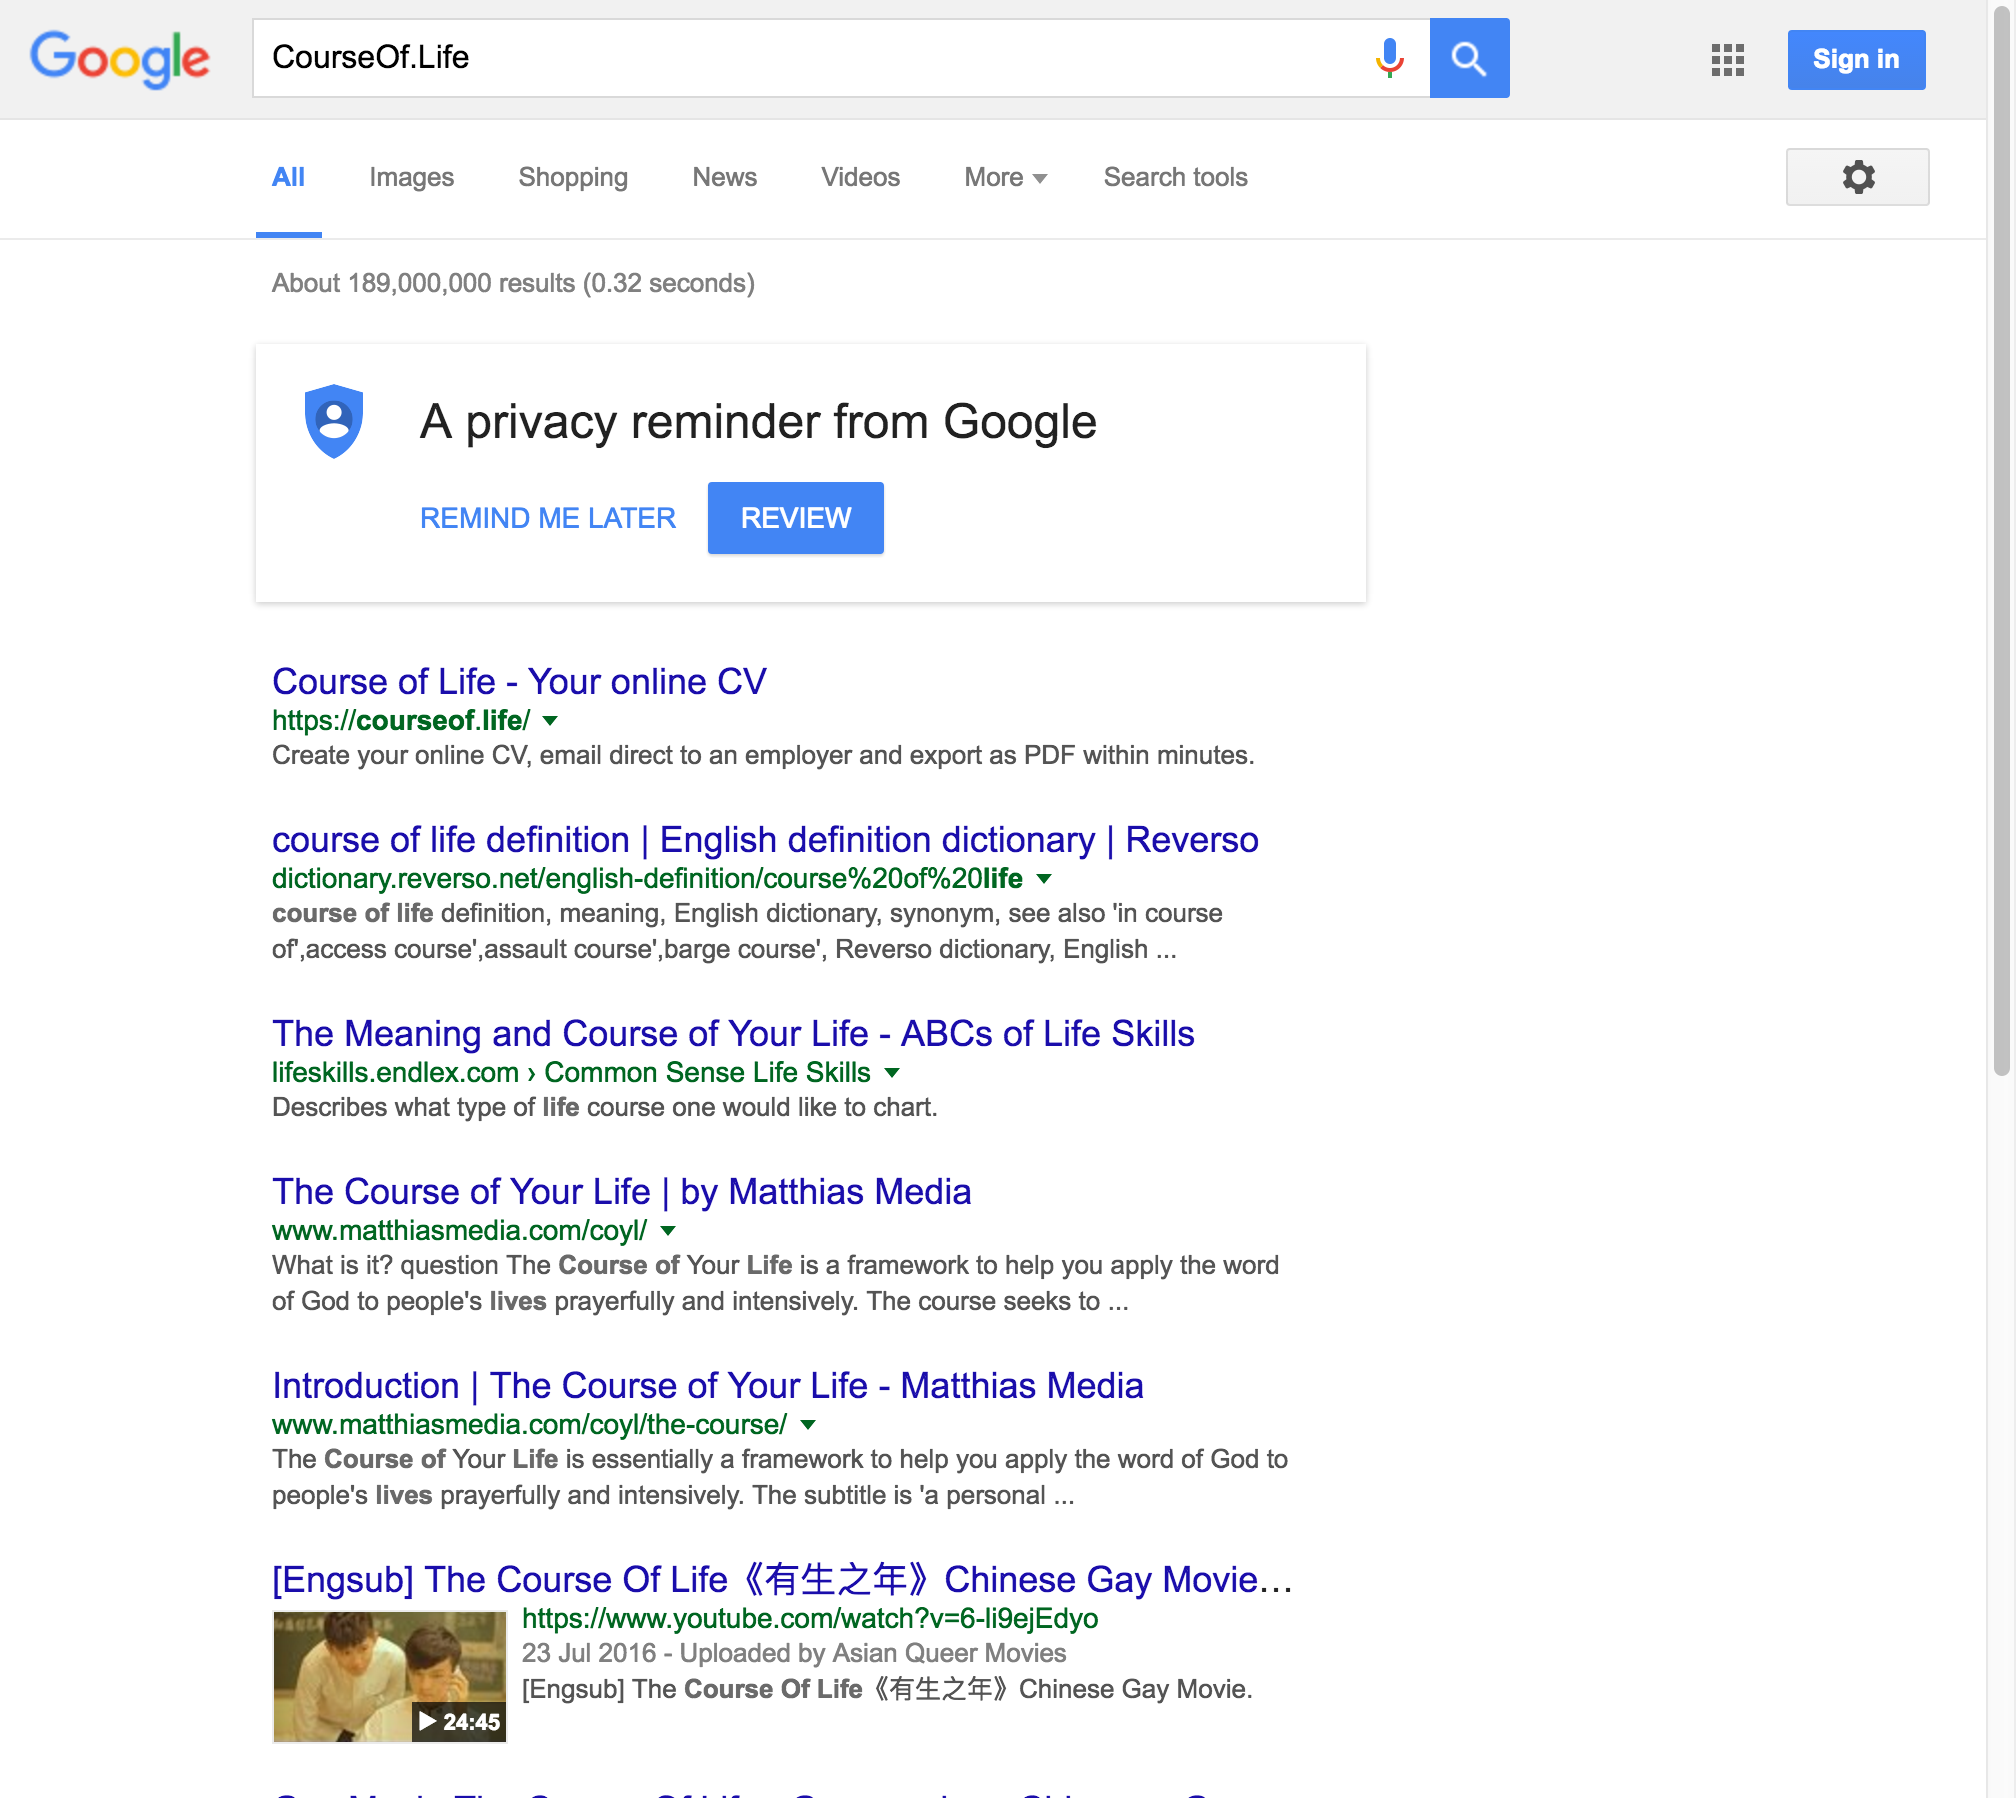 Google
CourseOf.Life
Sign in
All Images Shopping News Videos More Search tools
About 189,000,000 results (0.32 seconds)
A privacy reminder from Google
REMIND ME LATER REVIEW
Course of Life - Your online CV
https://courseof.life/
Create your online CV, email direct to an employer and export as PDF within minutes.
course of life definition | English definition dictionary | Reverso
dictionary.reverso.net/english-definition/course%20of%20life
course of life definition, meaning, English dictionary, synonym, see also 'in course
of',access course',assault course',barge course', Reverso dictionary, English ...
The Meaning and Course of Your Life - ABCs of Life Skills
lifeskills.endlex.com › Common Sense Life Skills
Describes what type of life course one would like to chart.
The Course of Your Life | by Matthias Media
www.matthiasmedia.com/coyl/
What is it? question The Course of Your Life is a framework to help you apply the word
of God to people's lives prayerfully and intensively. The course seeks to ...
Introduction | The Course of Your Life - Matthias Media
www.matthiasmedia.com/coyl/the-course/
The Course of Your Life is essentially a framework to help you apply the word of God to
people's lives prayerfully and intensively. The subtitle is 'a personal ...
[Engsub] The Course Of Life《有生之年》Chinese Gay Movie...
https://www.youtube.com/watch?v=6-li9ejEdyo
23 Jul 2016 - Uploaded by Asian Queer Movies
[Engsub] The Course Of Life《有生之年》Chinese Gay Movie.
24:45